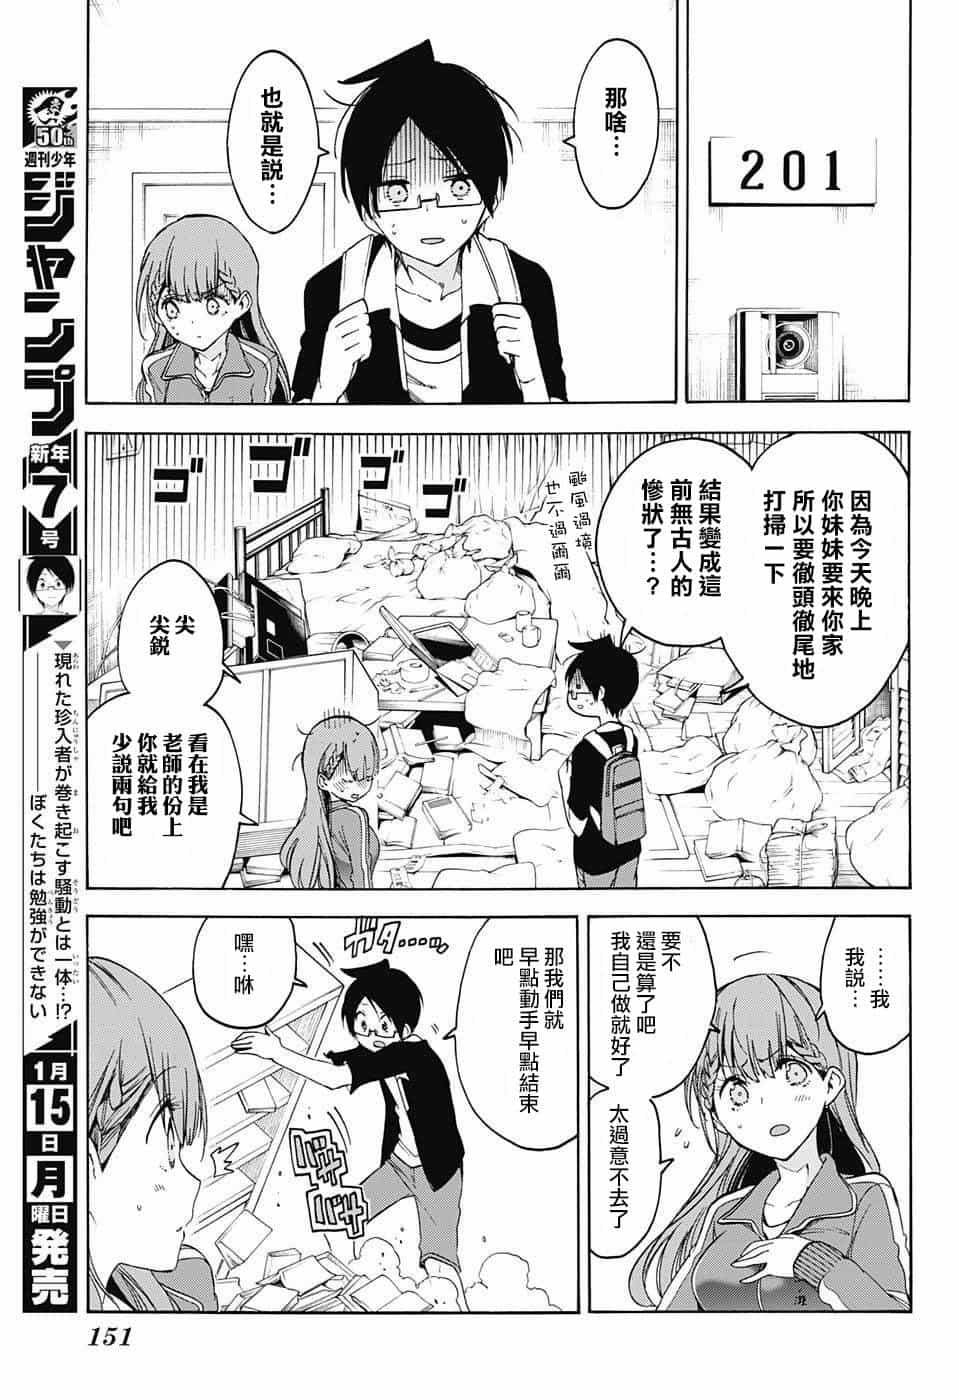 201
那啥…
也就是説…
因為今天晚上
你妹妹要來你家
所以要徹頭徹尾地
打掃一下
結果變成這
前無古人的
慘狀了…?
颱風過境
也不過爾爾
ゴ
ゴ
ゴ
尖
尖鋭
看在我是
老師的份上
你就給我
少説兩句吧
……我
我説…
要不
還是算了吧
我自己做就好了
太過意不去了
那我們就
早點動手早點結束
吧
嘿…咻
ガタ…
50th
週刊少年
ジャンプ
新年
7
号
現れた珍入者が巻き起こす騒動とは一体…!?
──ぼくたちは勉強ができない
1月
15
日
月
曜日
発売
151